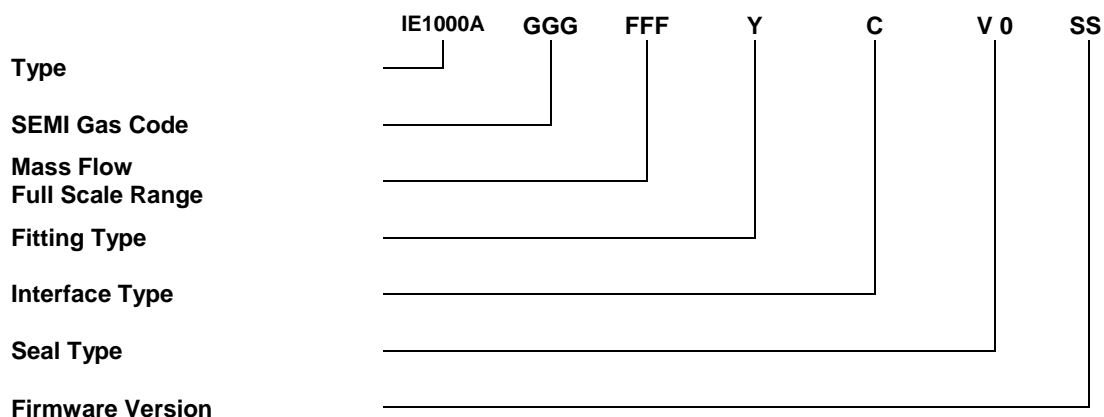 IE1000A GGG FFF Y C V 0 SS
Type
SEMI Gas Code
Mass Flow
Full Scale Range
Fitting Type
Interface Type
Seal Type
Firmware Version